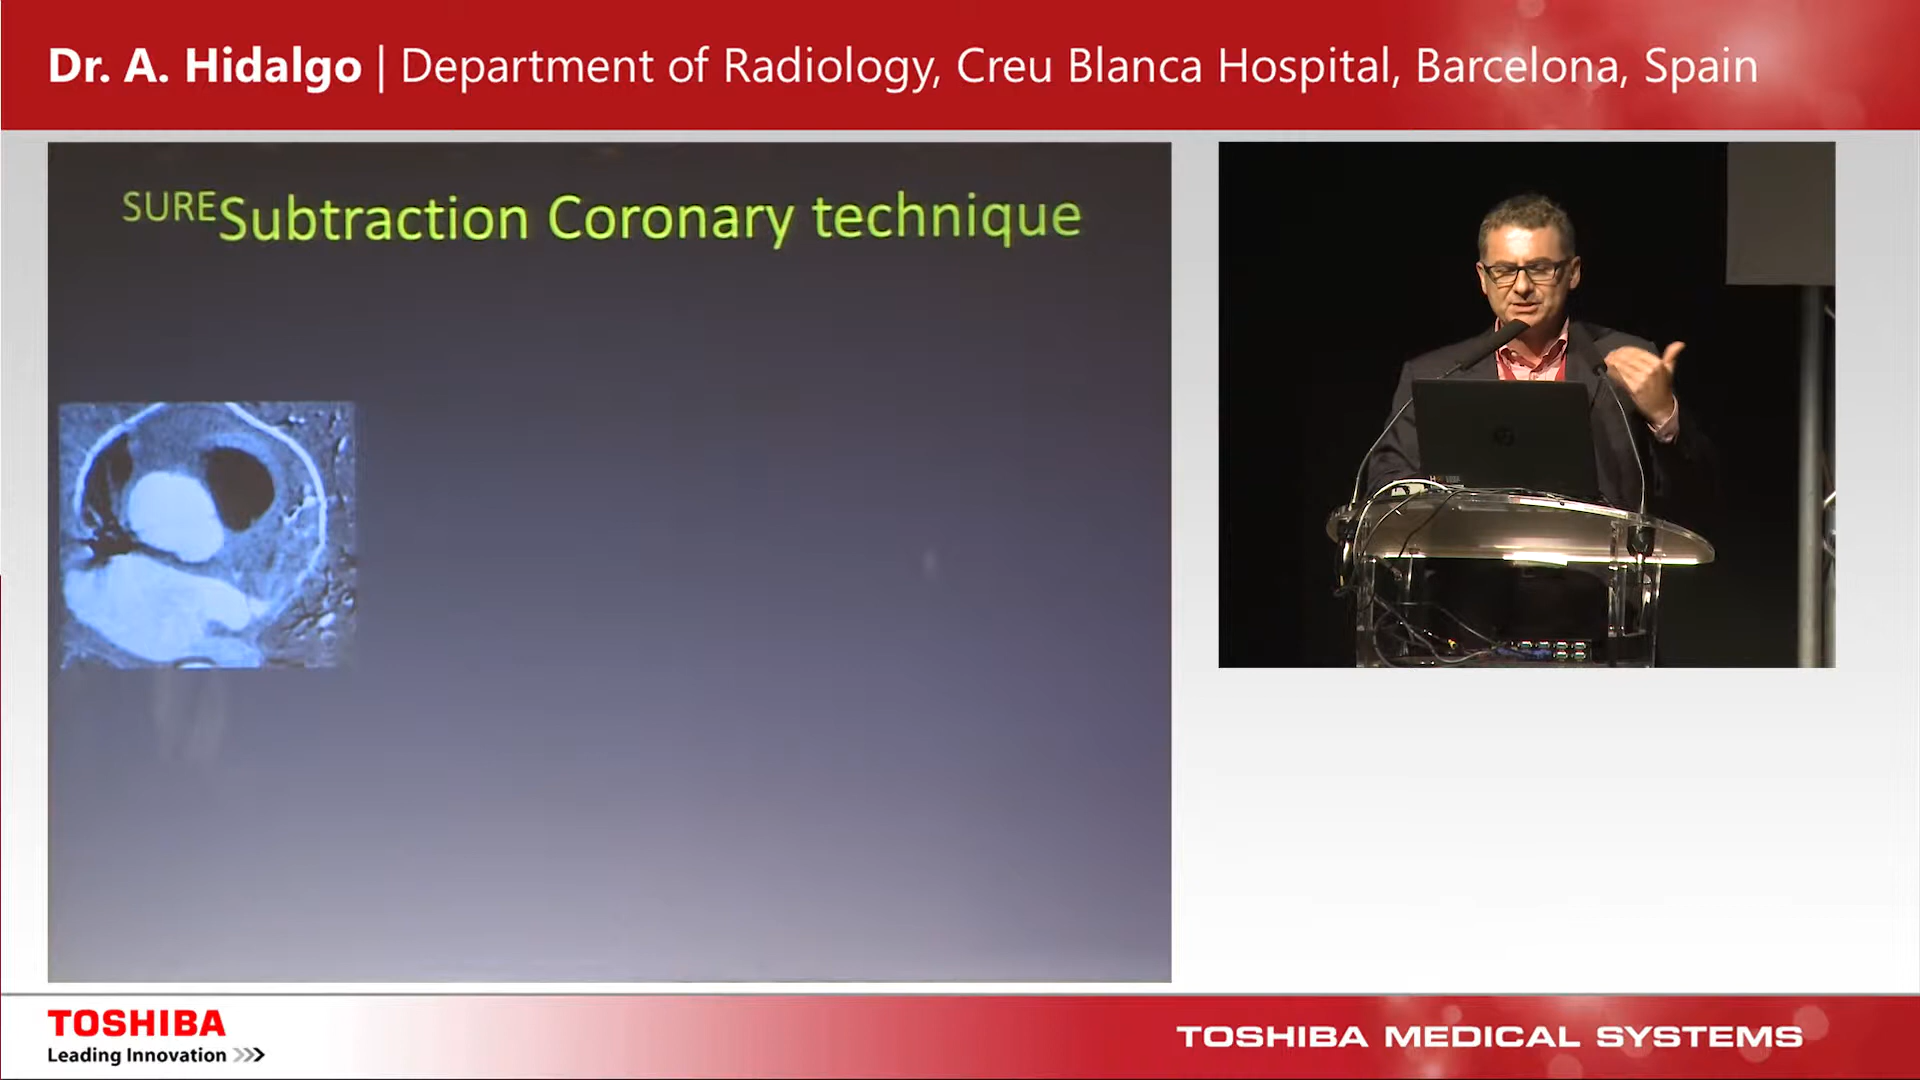 Dr. A. Hidalgo | Department of Radiology, Creu Blanca Hospital, Barcelona, Spain
SURESubtraction Coronary technique
TOSHIBA
Leading Innovation >>>
TOSHIBA MEDICAL SYSTEMS